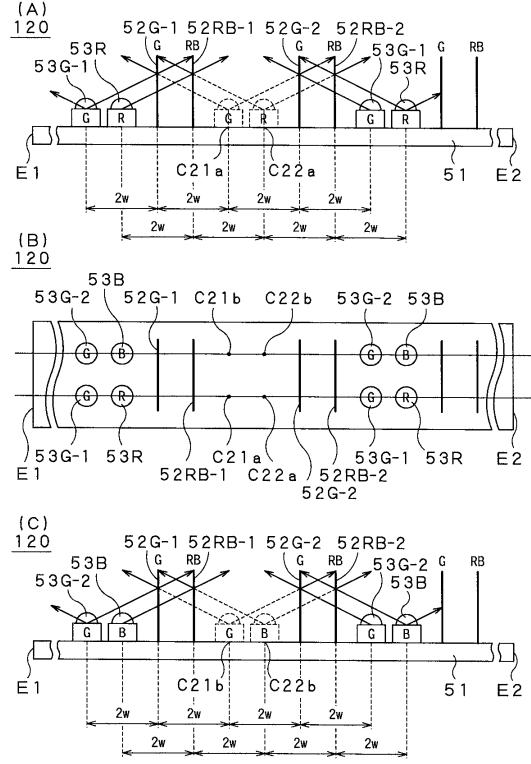 (A)
120
52G-1 52RB-1 52G-2 52RB-2
53R G RB G RB 53G-1 G RB
53G-1 53R
G R G R G R
E1 C21a C22a 51 E2
2w 2w 2w 2w
2w 2w 2w 2w
(B)
120
53G-2 53B 52G-1 C21b C22b 53G-2 53B
G B G B
G R G R
E1 53G-1 53R 52RB-1 C21a C22a 52G-2 52RB-2 53G-1 53R E2
(C)
120
52G-1 52RB-1 52G-2 52RB-2
53B G RB G RB 53G-2 G RB
53G-2 53B
G B G B G B
E1 C21b C22b 51 E2
2w 2w 2w 2w
2w 2w 2w 2w